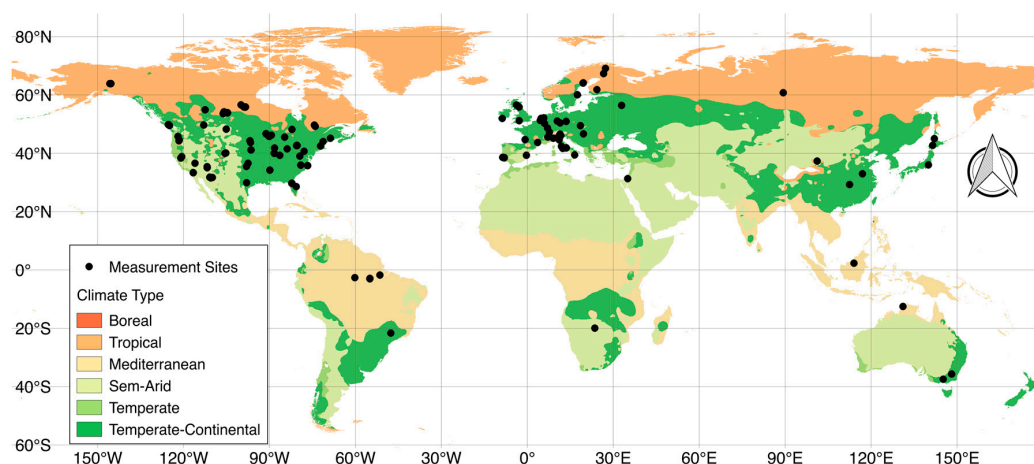 80°N
60°N
40°N
20°N
0°
20°S
40°S
60°S
Measurement Sites
Climate Type
Boreal
Tropical
Mediterranean
Sem-Arid
Temperate
Temperate-Continental
150°W 120°W 90°W 60°W 30°W 0° 30°E 60°E 90°E 120°E 150°E